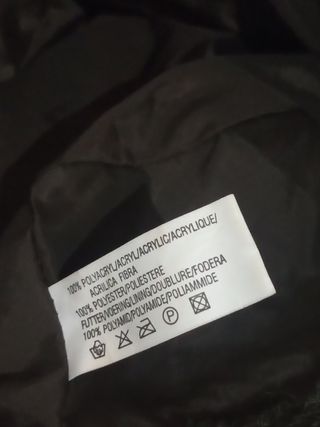 100% POLYACRYL/ACRYL/ACRYLIC/ACRYLIQUE/
ACRILICA FIBRA
100% POLYESTER/POLIESTERE
FUTTER/VOERING/LINING/DOUBLURE/FODERA
100% POLYAMID/POLYAMIDE/POLIAMMIDE
P